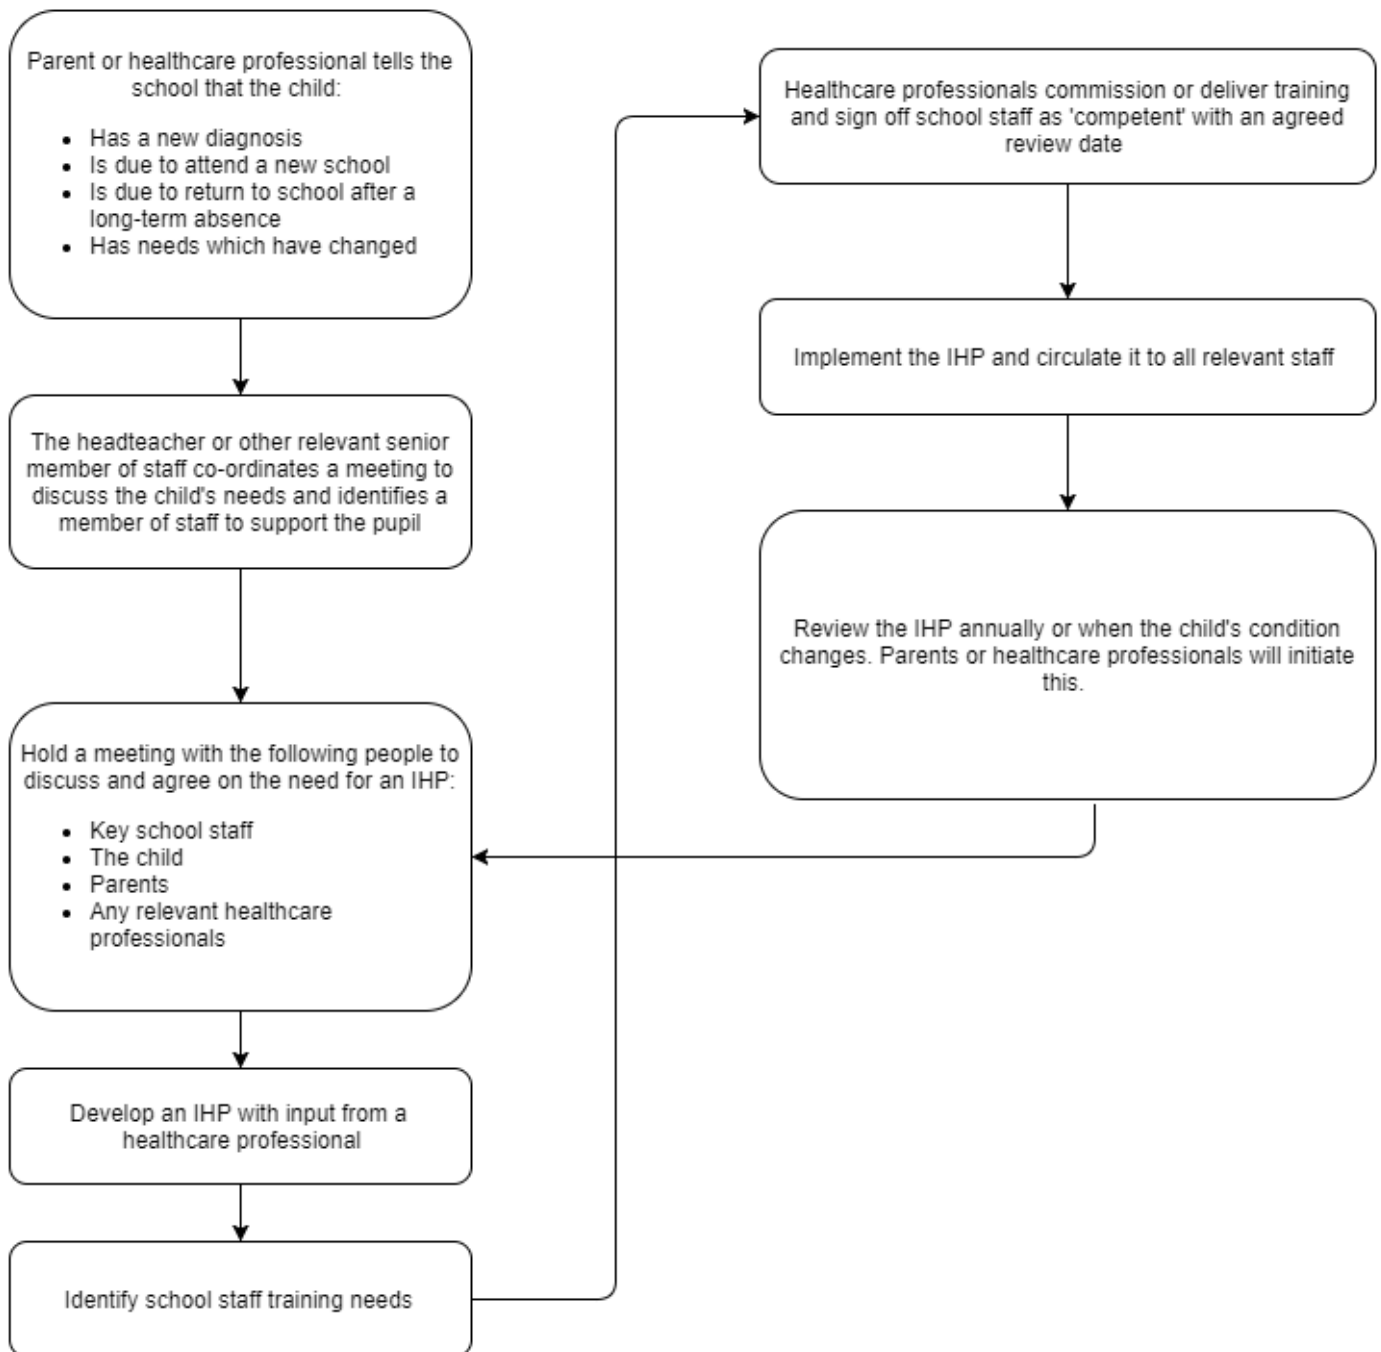 Parent or healthcare professional tells the
school that the child:
• Has a new diagnosis
• Is due to attend a new school
• Is due to return to school after a
long-term absence
• Has needs which have changed
The headteacher or other relevant senior
member of staff co-ordinates a meeting to
discuss the child's needs and identifies a
member of staff to support the pupil
Hold a meeting with the following people to
discuss and agree on the need for an IHP:
• Key school staff
• The child
• Parents
• Any relevant healthcare
professionals
Develop an IHP with input from a
healthcare professional
Identify school staff training needs
Healthcare professionals commission or deliver training
and sign off school staff as 'competent' with an agreed
review date
Implement the IHP and circulate it to all relevant staff
Review the IHP annually or when the child's condition
changes. Parents or healthcare professionals will initiate
this.